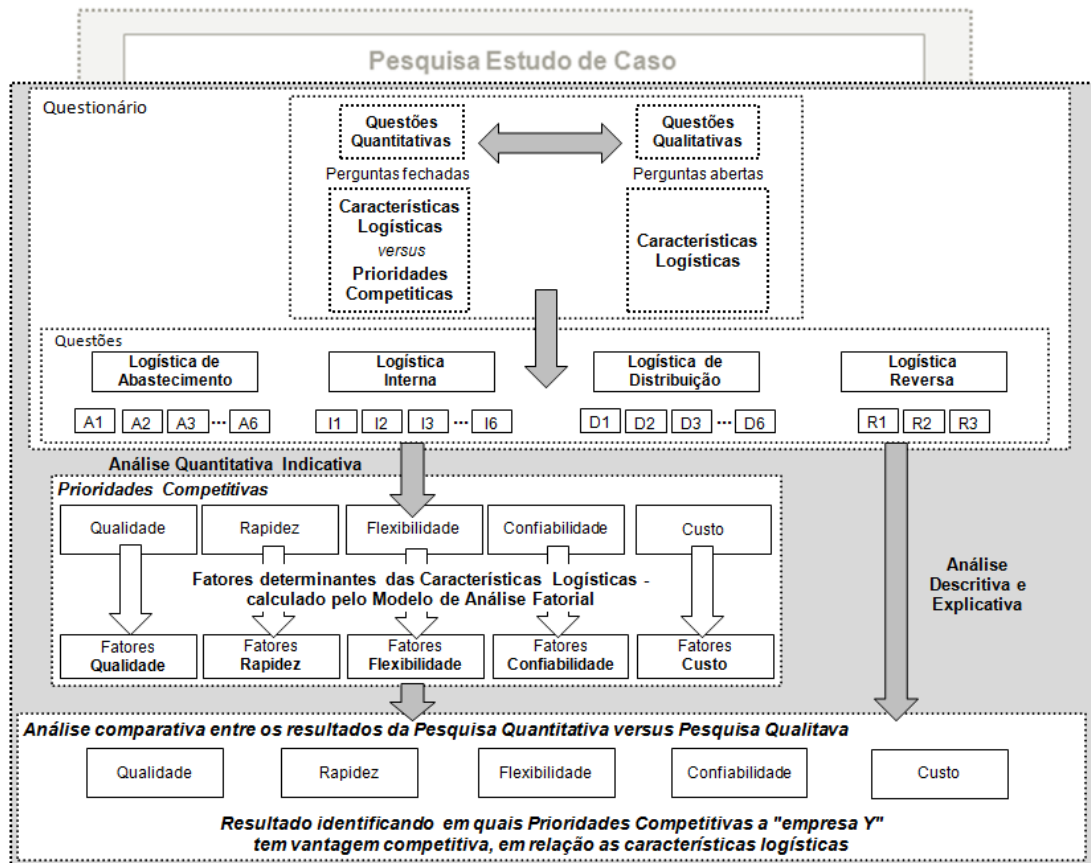 Pesquisa Estudo de Caso
Questionário
Questões
Quantitativas
Questões
Qualitativas
Perguntas fechadas
Perguntas abertas
Características
Logísticas
versus
Prioridades
Competiticas
Características
Logísticas
Questões
Logística de
Abastecimento
Logística
Interna
Logística de
Distribuição
Logística
Reversa
A1 A2 A3 ... A6
I1 I2 I3 ... I6
D1 D2 D3 ... D6
R1 R2 R3
Análise Quantitativa Indicativa
Prioridades Competitivas
Qualidade
Rapidez
Flexibilidade
Confiabilidade
Custo
Fatores determinantes das Características Logísticas -
calculado pelo Modelo de Análise Fatorial
Análise
Descritiva e
Explicativa
Fatores
Qualidade
Fatores
Rapidez
Fatores
Flexibilidade
Fatores
Confiabilidade
Fatores
Custo
Análise comparativa entre os resultados da Pesquisa Quantitativa versus Pesquisa Qualitava
Qualidade
Rapidez
Flexibilidade
Confiabilidade
Custo
Resultado identificando em quais Prioridades Competitivas a "empresa Y"
tem vantagem competitiva, em relação as características logísticas